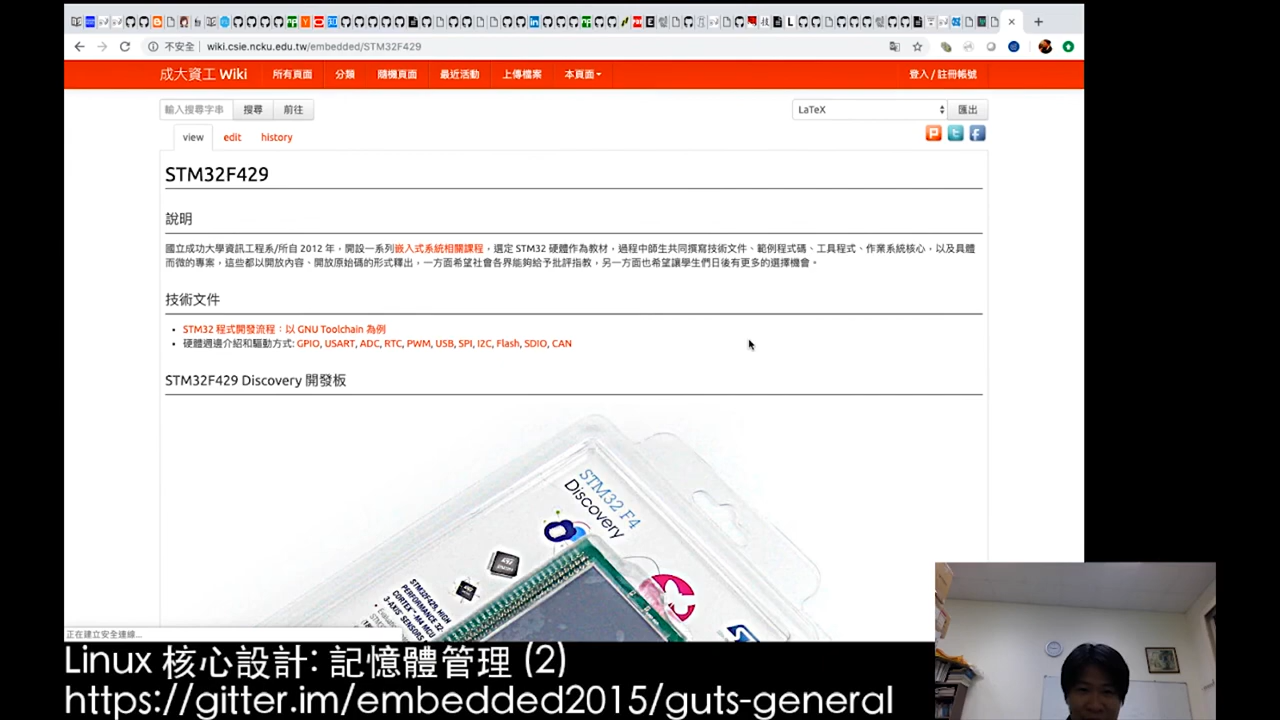 不安全 wiki.csie.ncku.edu.tw/embedded/STM32F429
成大資工 Wiki 所有頁面 分類 隨機頁面 最近活動 上傳檔案 本頁面 登入 / 註冊帳號
輸入搜尋字串 搜尋 前往 LaTeX 匯出
view edit history
STM32F429
說明
國立成功大學資訊工程系/所自 2012 年，開設一系列嵌入式系統相關課程，選定 STM32 硬體作為教材，過程中師生共同撰寫技術文件、範例程式碼、工具程式、作業系統核心，以及具體
而微的專案，這些都以開放內容、開放原始碼的形式釋出，一方面希望社會各界能夠給予批評指教，另一方面也希望讓學生們日後有更多的選擇機會。
技術文件
STM32 程式開發流程：以 GNU Toolchain 為例
硬體週邊介紹和驅動方式: GPIO, USART, ADC, RTC, PWM, USB, SPI, I2C, Flash, SDIO, CAN
STM32F429 Discovery 開發板
STM32 F4
Discovery
STM32F429, HIGH
PERFORMANCE 32
CORTEX™-M4 MCU
3-AXIS SENSORS
正在建立安全連線...
Linux 核心設計: 記憶體管理 (2)
https://gitter.im/embedded2015/guts-general